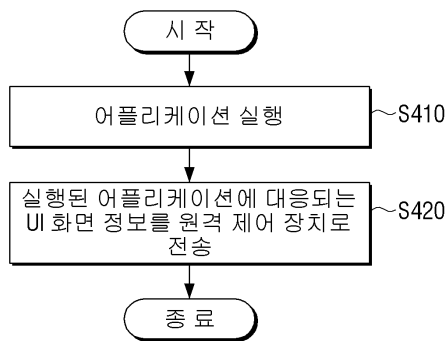 시 작
어플리케이션 실행
S410
실행된 어플리케이션에 대응되는
UI 화면 정보를 원격 제어 장치로
전송
S420
종 료